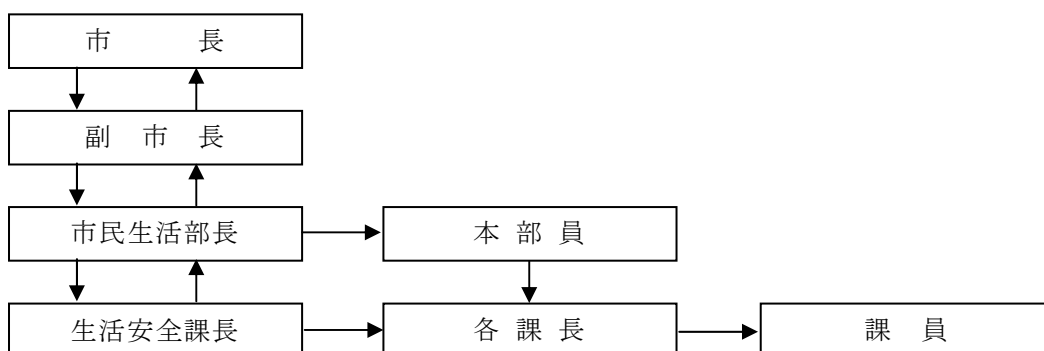 市長
副市長
市民生活部長
本部員
生活安全課長
各課長
課員